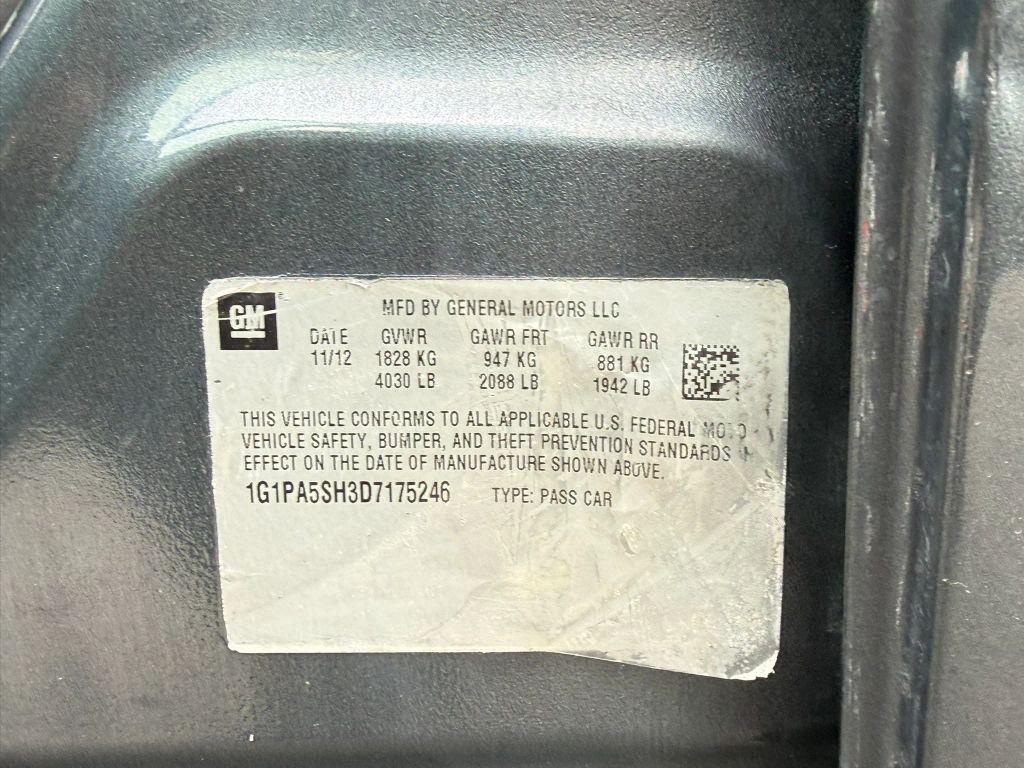 GM
MFD BY GENERAL MOTORS LLC
DATE GVWR GAWR FRT GAWR RR
11/12 1828 KG 947 KG 881 KG
4030 LB 2088 LB 1942 LB
THIS VEHICLE CONFORMS TO ALL APPLICABLE U.S. FEDERAL MOTO
VEHICLE SAFETY, BUMPER, AND THEFT PREVENTION STANDARDS IN
EFFECT ON THE DATE OF MANUFACTURE SHOWN ABOVE.
1G1PA5SH3D7175246 TYPE: PASS CAR